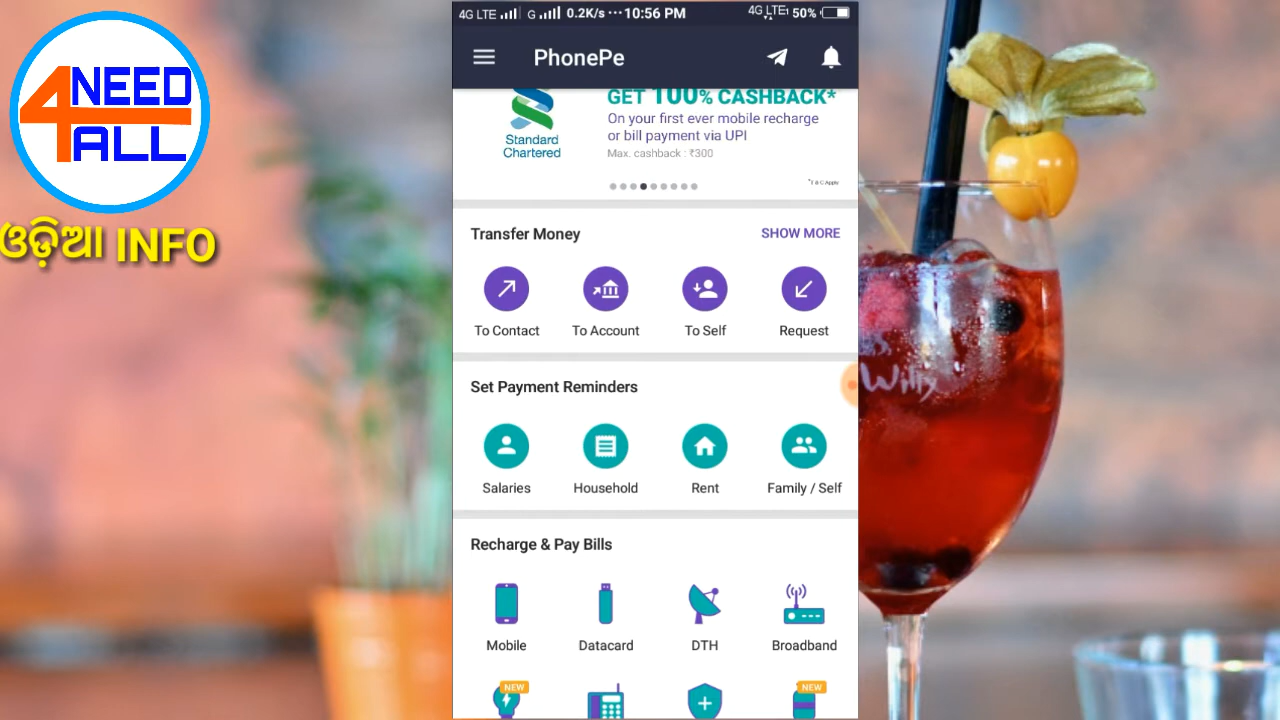 4NEED
ALL
ଓଡ଼ିଆ INFO
4G LTE G 0.2K/s ··· 10:56 PM 4G LTE 50%
PhonePe
Standard
Chartered
GET 100% CASHBACK*
On your first ever mobile recharge
or bill payment via UPI
Max. cashback : ₹300
*T & C Apply
Transfer Money SHOW MORE
To Contact To Account To Self Request
Set Payment Reminders
Salaries Household Rent Family / Self
Recharge & Pay Bills
Mobile Datacard DTH Broadband
NEW NEW